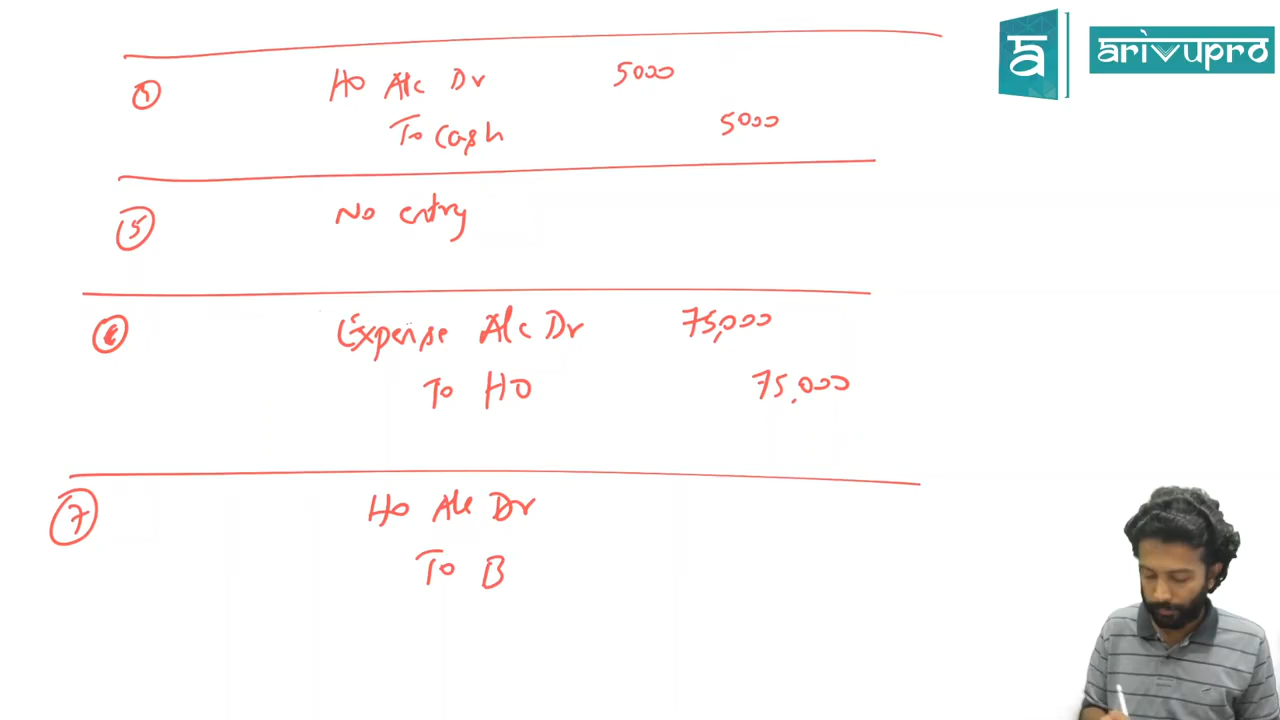 arivupro
HO A/c Dr 5000
To Cash 5000
5 No entry
6 Expense A/c Dr 75,000
To HO 75,000
7 HO A/c Dr
To B